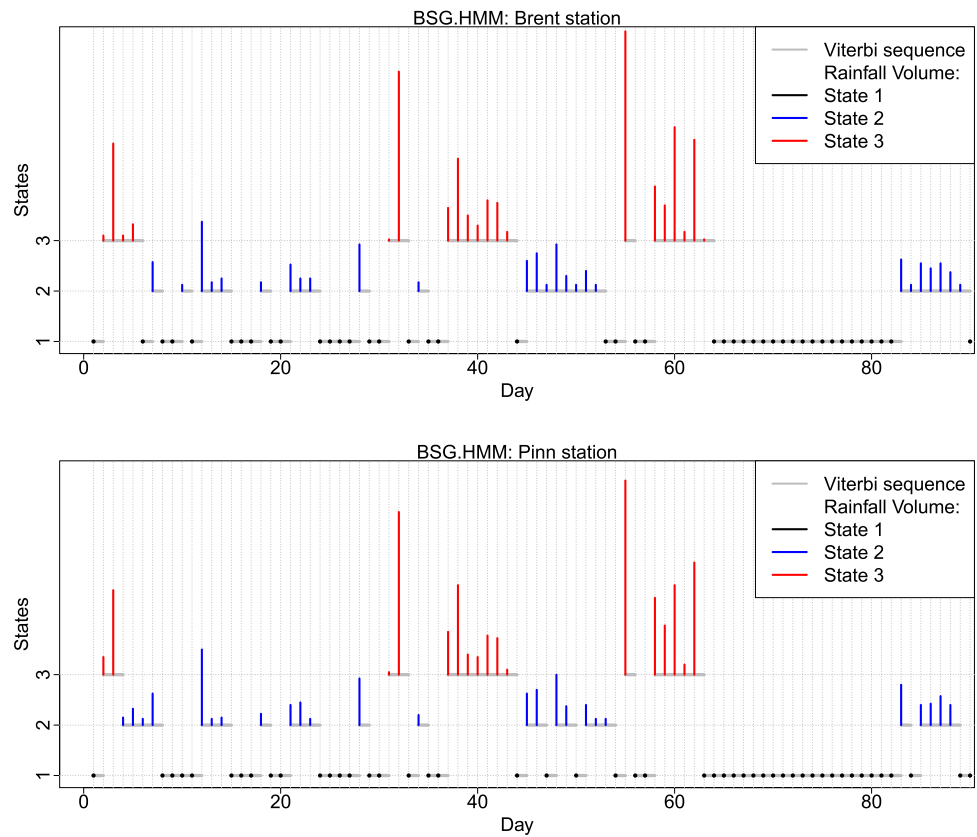 BSG.HMM: Brent station
Viterbi sequence
Rainfall Volume:
State 1
State 2
State 3
States
3
2
1
0 20 40 60 80
Day
BSG.HMM: Pinn station
Viterbi sequence
Rainfall Volume:
State 1
State 2
State 3
States
3
2
1
0 20 40 60 80
Day